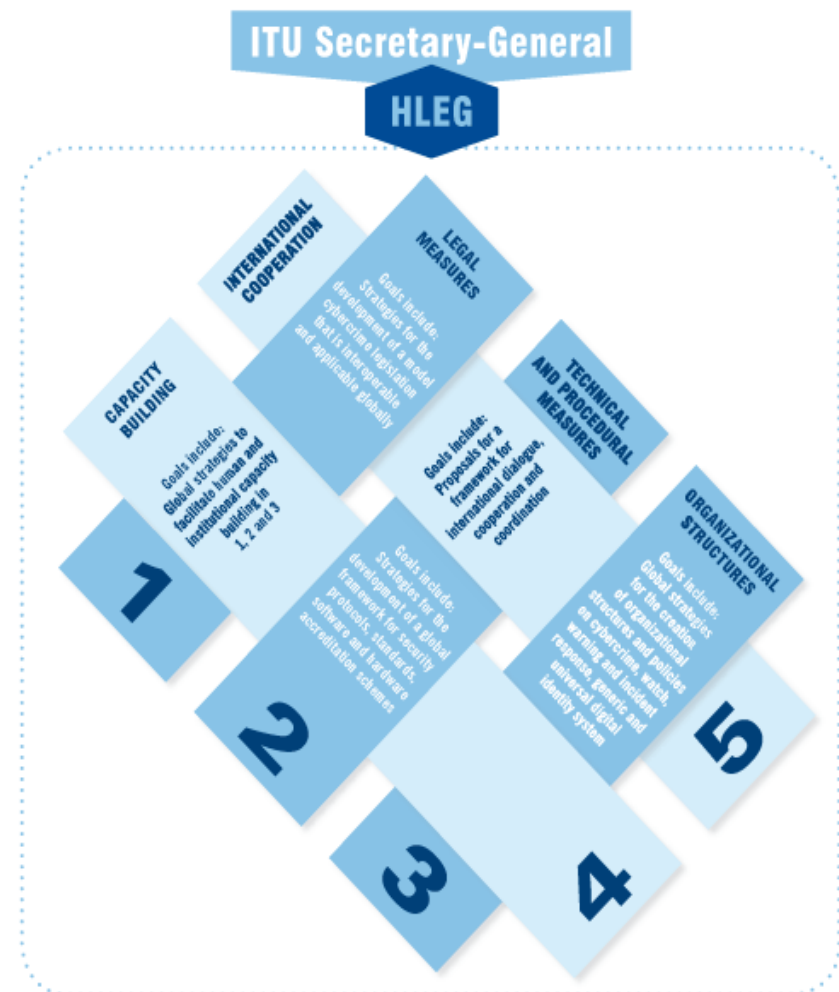 ITU Secretary-General
HLEG
INTERNATIONAL
COOPERATION
LEGAL
MEASURES
Goals include:
Strategies for the
development of a model
cybercrime legislation
that is interoperable
and applicable globally
CAPACITY
BUILDING
Goals include:
Global strategies to
facilitate human and
institutional capacity
building in
1, 2 and 3
TECHNICAL
AND PROCEDURAL
MEASURES
Goals include:
Proposals for a
framework for
international dialogue,
cooperation and
coordination
ORGANIZATIONAL
STRUCTURES
Goals include:
Global strategies
for the creation
of organizational
structures and policies
on cybercrime, watch,
warning and incident
response, generic and
universal digital
identity system
Goals include:
Strategies for the
development of a global
framework for security
protocols, standards,
software and hardware
accreditation schemes
1
2
3
4
5